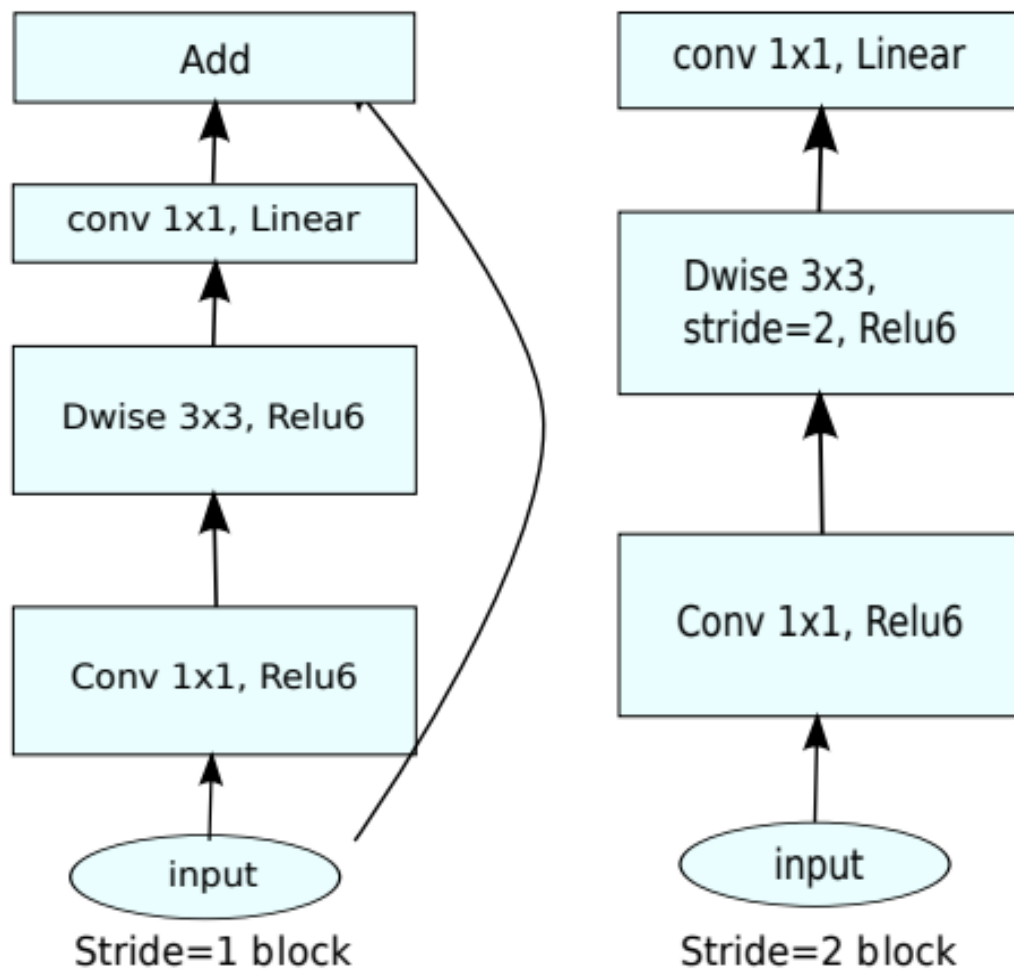 Add
conv 1x1, Linear
Dwise 3x3, Relu6
Conv 1x1, Relu6
input
Stride=1 block
conv 1x1, Linear
Dwise 3x3,
stride=2, Relu6
Conv 1x1, Relu6
input
Stride=2 block